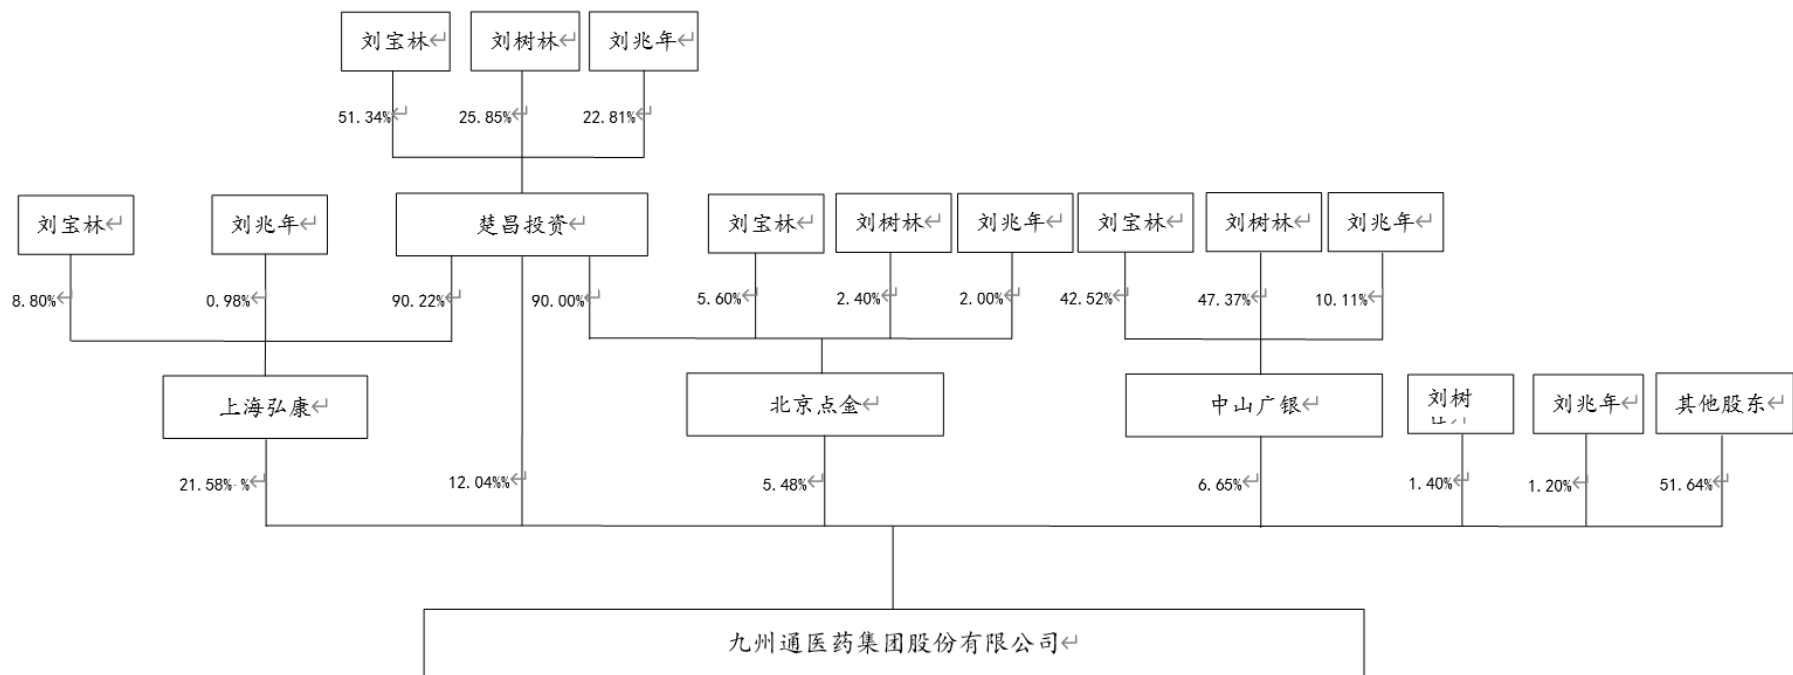 刘宝林
刘树林
刘兆年
51.34%
25.85%
22.81%
刘宝林
刘兆年
楚昌投资
刘宝林
刘树林
刘兆年
刘宝林
刘树林
刘兆年
8.80%
0.98%
90.22%
90.00%
5.60%
2.40%
2.00%
42.52%
47.37%
10.11%
上海弘康
北京点金
中山广银
刘树
刘兆年
其他股东
21.58%-%
12.04%%
5.48%
6.65%
1.40%
1.20%
51.64%
九州通医药集团股份有限公司